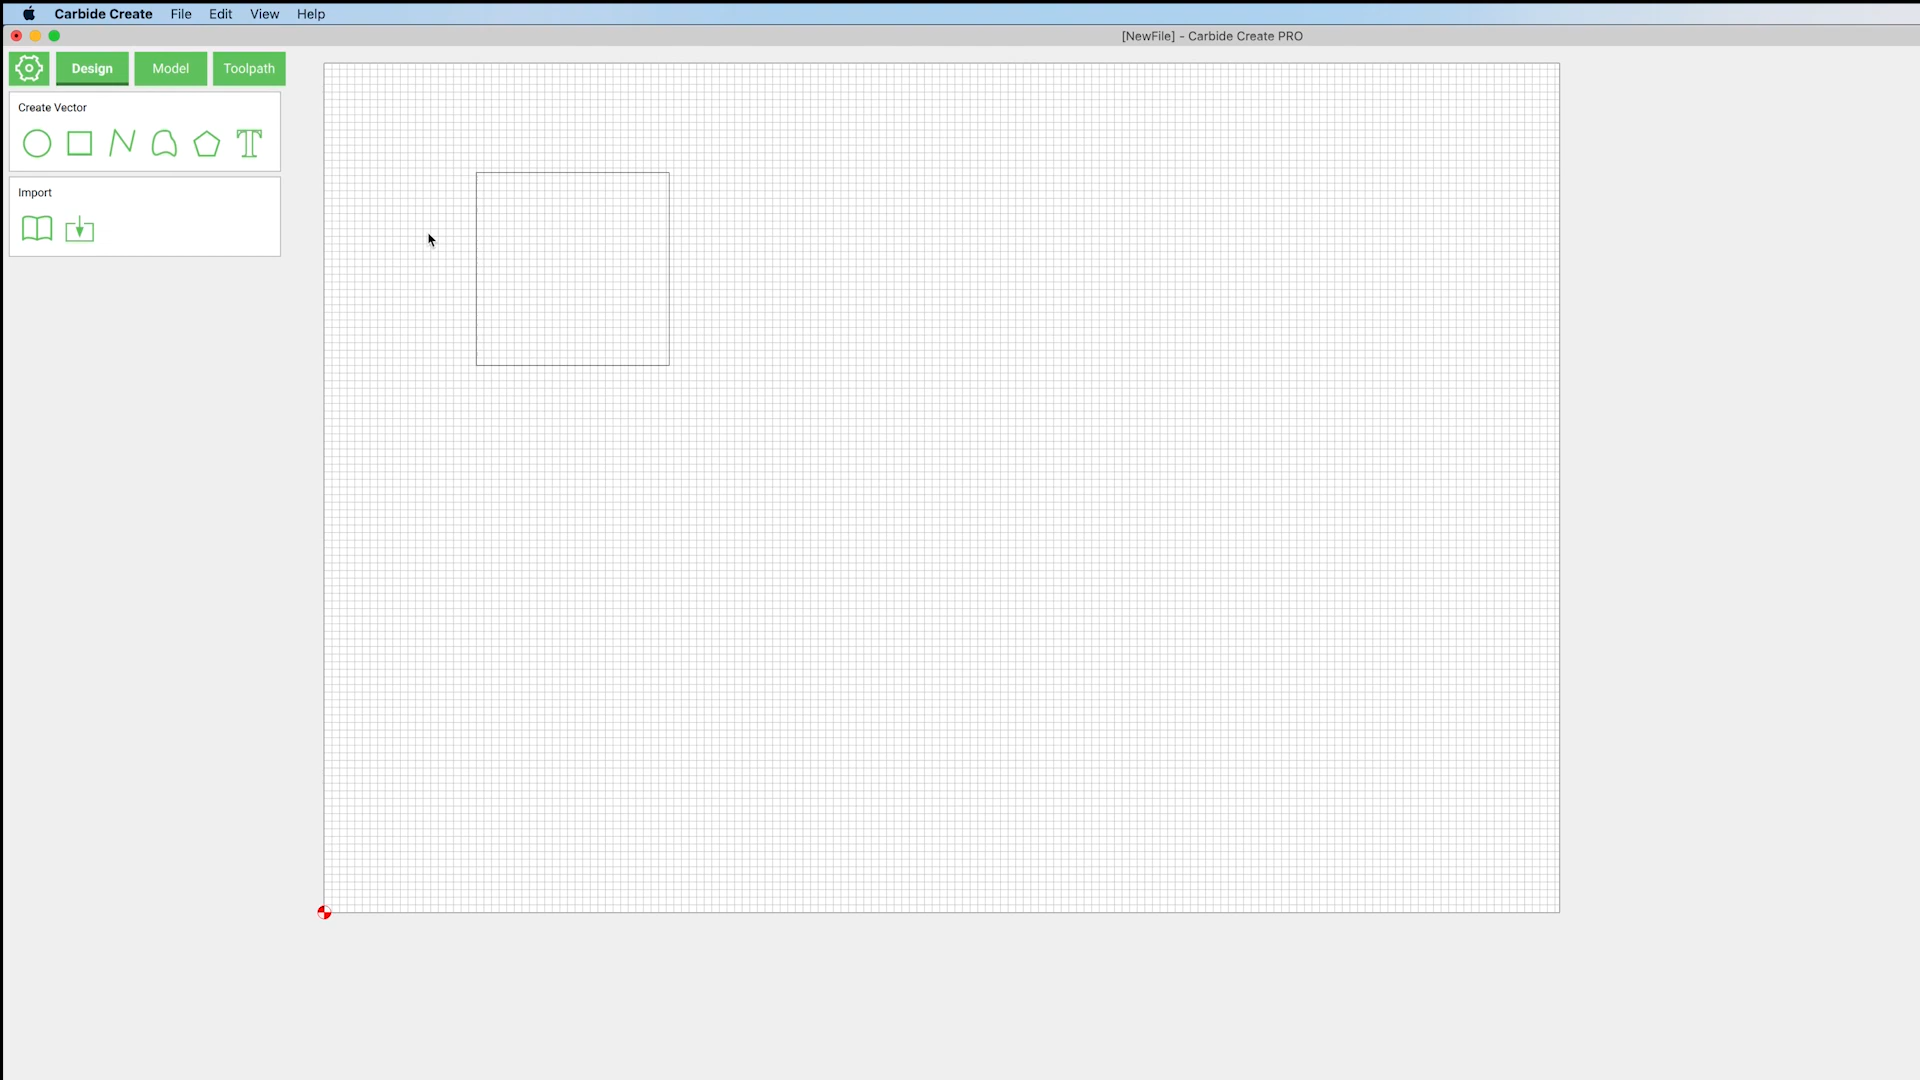 Carbide Create File Edit View Help
[NewFile] - Carbide Create PRO
Design Model Toolpath
Create Vector
Import